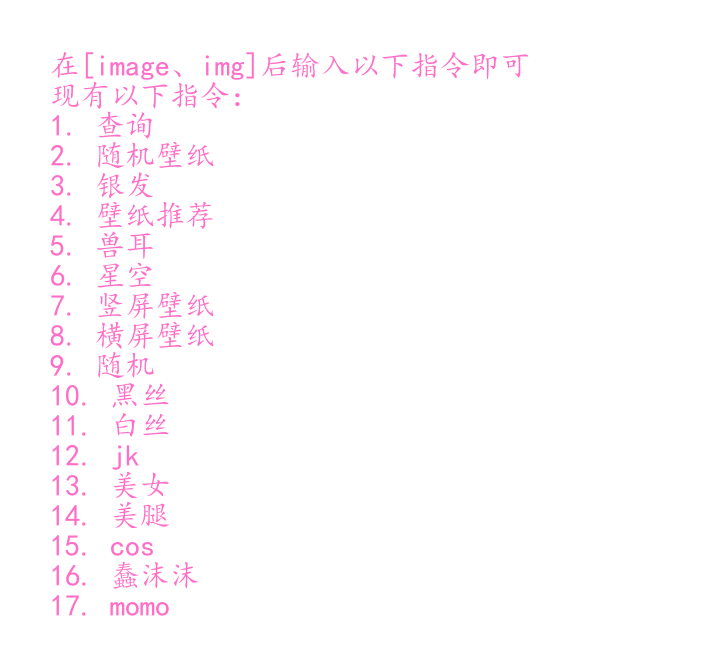 在[image、img]后输入以下指令即可
现有以下指令:
1. 查询
2. 随机壁纸
3. 银发
4. 壁纸推荐
5. 兽耳
6. 星空
7. 竖屏壁纸
8. 横屏壁纸
9. 随机
10. 黑丝
11. 白丝
12. jk
13. 美女
14. 美腿
15. cos
16. 蠢沫沫
17. momo